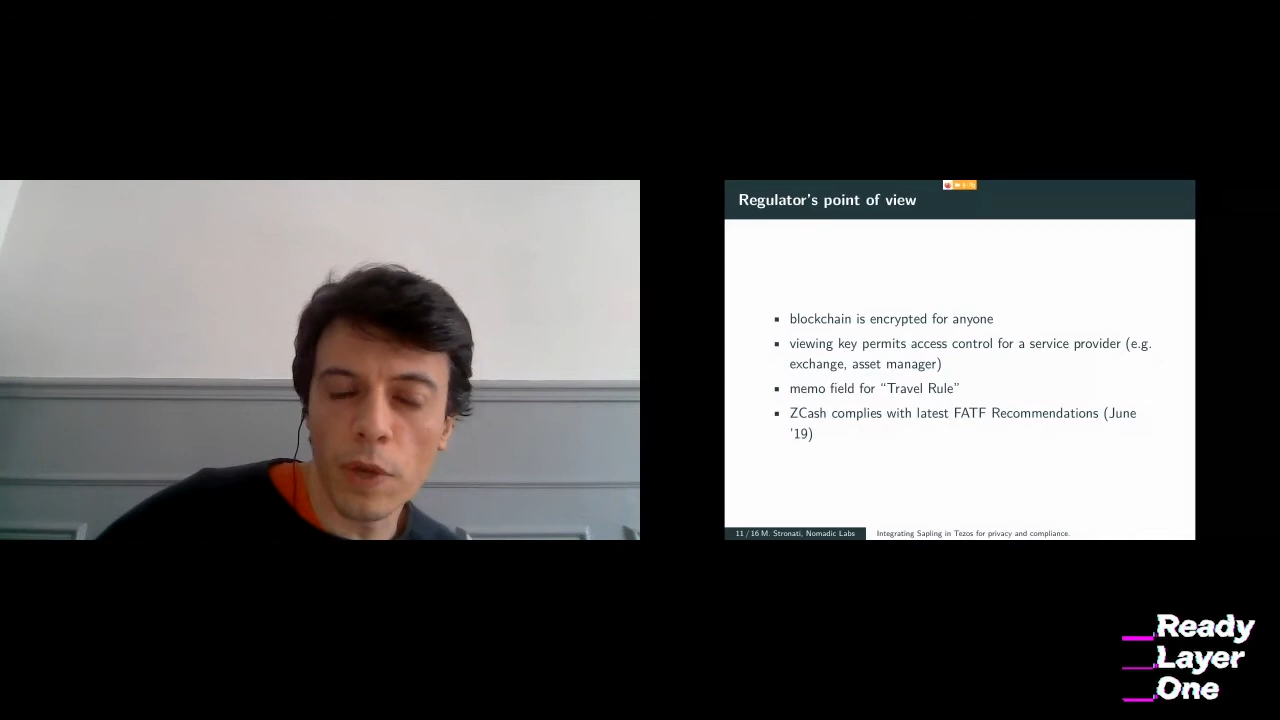 Regulator's point of view
▪ blockchain is encrypted for anyone
▪ viewing key permits access control for a service provider (e.g.
exchange, asset manager)
▪ memo field for “Travel Rule”
▪ ZCash complies with latest FATF Recommendations (June
'19)
11 / 16 M. Stronati, Nomadic Labs
Integrating Sapling in Tezos for privacy and compliance.
Ready
Layer
One